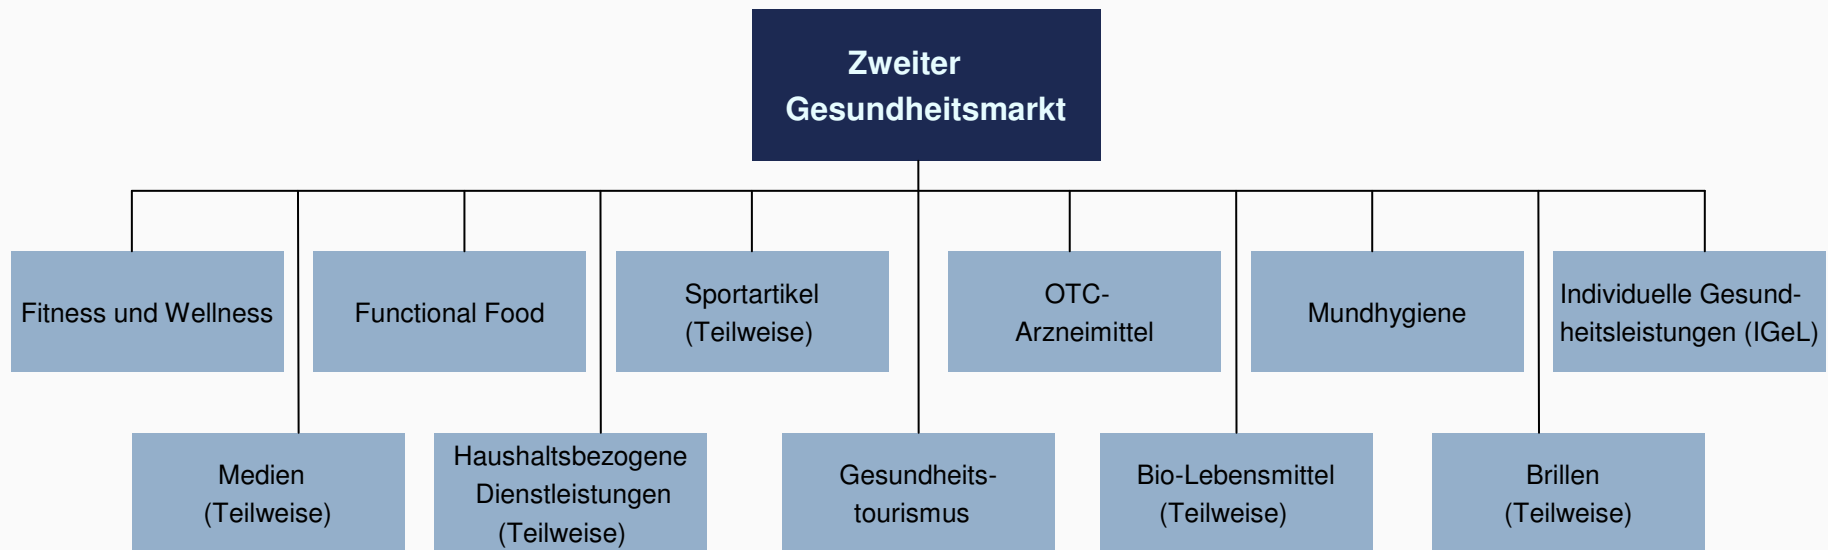 Zweiter
Gesundheitsmarkt
Fitness und Wellness
Functional Food
Sportartikel
(Teilweise)
OTC-
Arzneimittel
Mundhygiene
Individuelle Gesund-
heitsleistungen (IGeL)
Medien
(Teilweise)
Haushaltsbezogene
Dienstleistungen
(Teilweise)
Gesundheits-
tourismus
Bio-Lebensmittel
(Teilweise)
Brillen
(Teilweise)